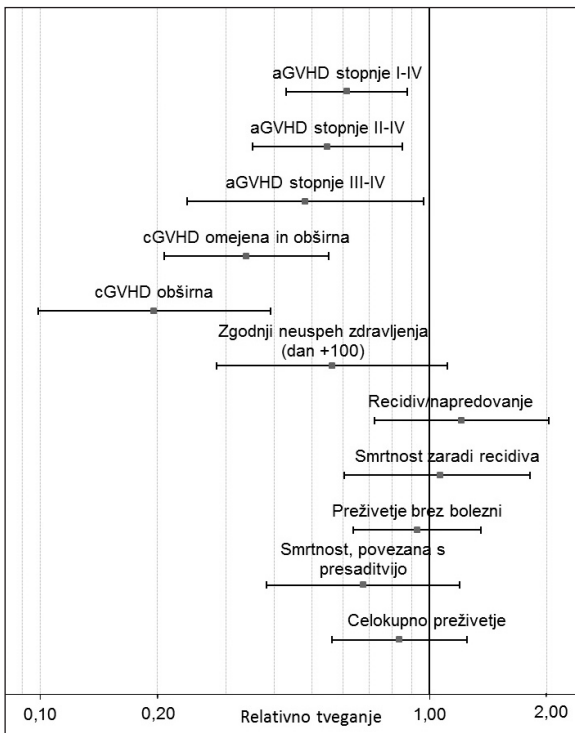 aGVHD stopnje I-IV
aGVHD stopnje II-IV
aGVHD stopnje III-IV
cGVHD omejena in obširna
cGVHD obširna
Zgodnji neuspeh zdravljenja
(dan +100)
Recidiv/napredovanje
Smrtnost zaradi recidiva
Preživetje brez bolezni
Smrtnost, povezana s
presaditvijo
Celokupno preživetje
0,10 0,20 Relativno tveganje 1,00 2,00